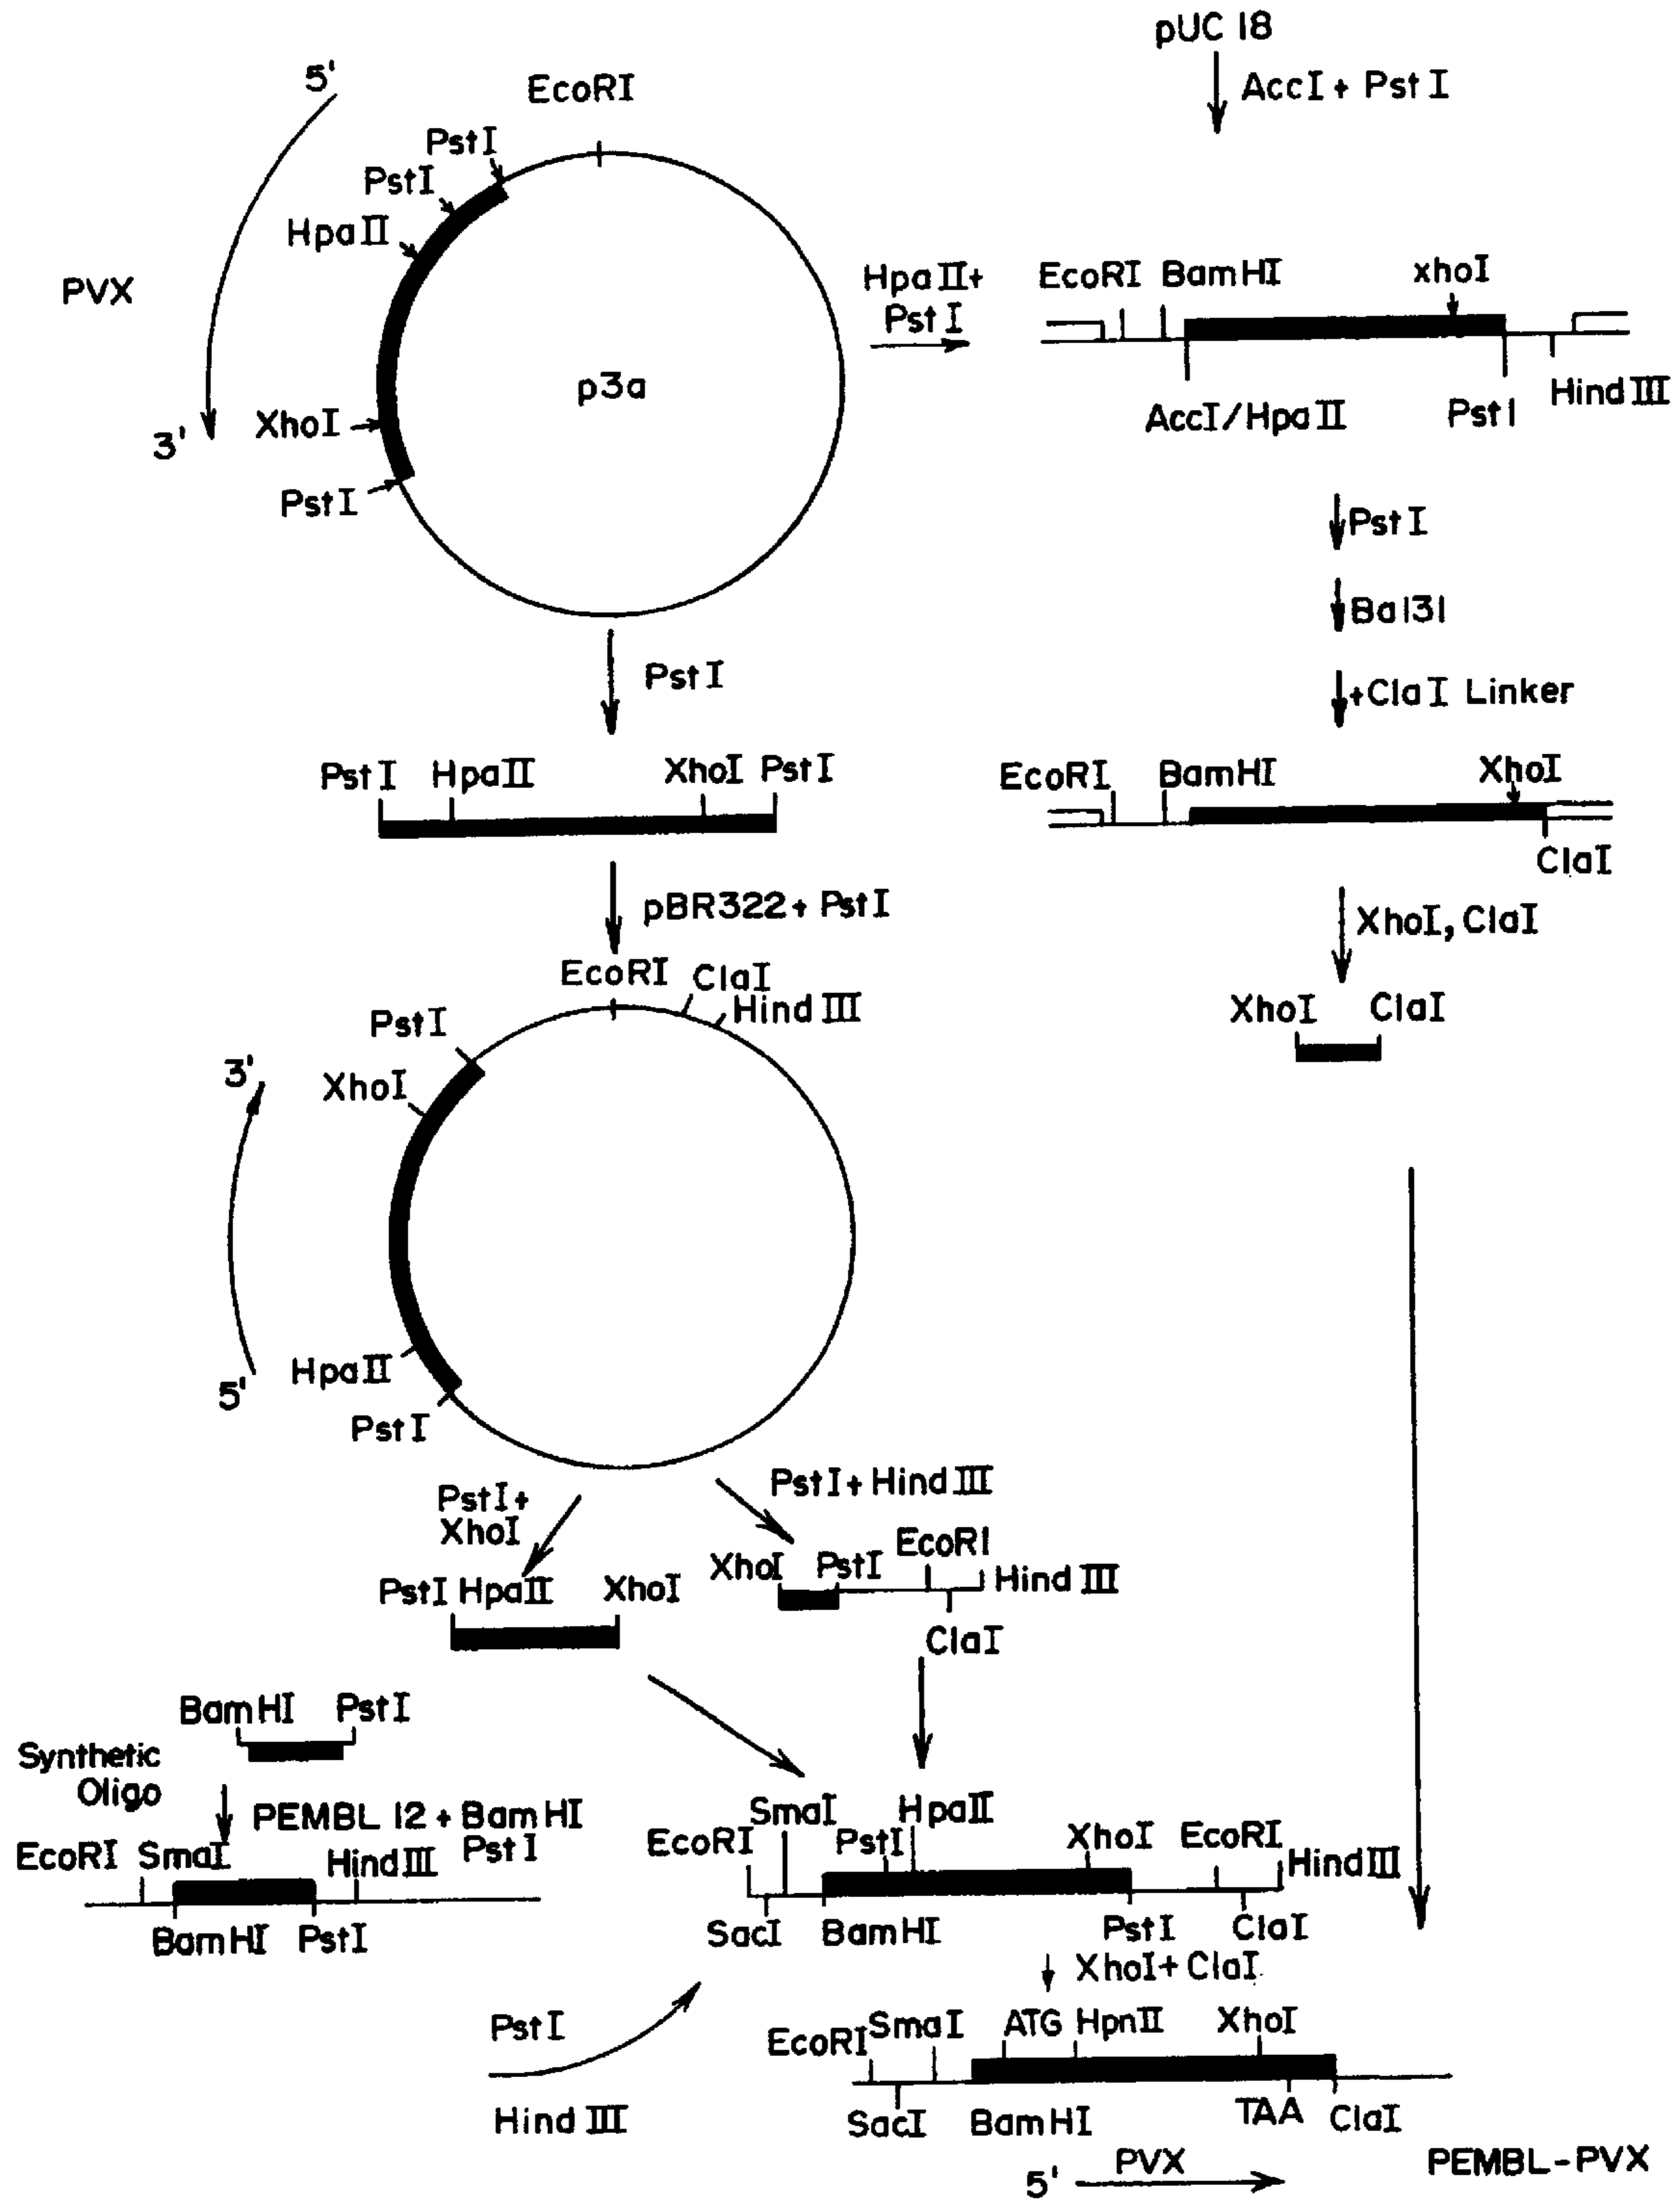 pUC 18
AccI + PstI
5'
EcoRI
PstI
PstI
HpaII
PVX
p3a
3'
XhoI
PstI
HpaII+
PstI
EcoRI BamHI xhoI
AccI/HpaII PstI HindIII
PstI
Bal31
+ClaI Linker
PstI
PstI HpaII XhoI PstI
EcoRI BamHI XhoI
ClaI
pBR322+ PstI
XhoI, ClaI
EcoRI ClaI
HindIII
XhoI ClaI
PstI
3'
XhoI
HpaII
5'
PstI
PstI+
XhoI
PstI+HindIII
PstI HpaII XhoI
XhoI PstI EcoRI HindIII
ClaI
BamHI PstI
Synthetic
Oligo
PEMBL 12 + BamHI
PstI
EcoRI SmaI HindIII
BamHI PstI
EcoRI SmaI PstI HpaII XhoI EcoRI HindIII
SacI BamHI PstI ClaI
XhoI+ClaI
PstI
HindIII
EcoRI SmaI ATG HpnII XhoI
SacI BamHI TAA ClaI
5' PVX
PEMBL-PVX